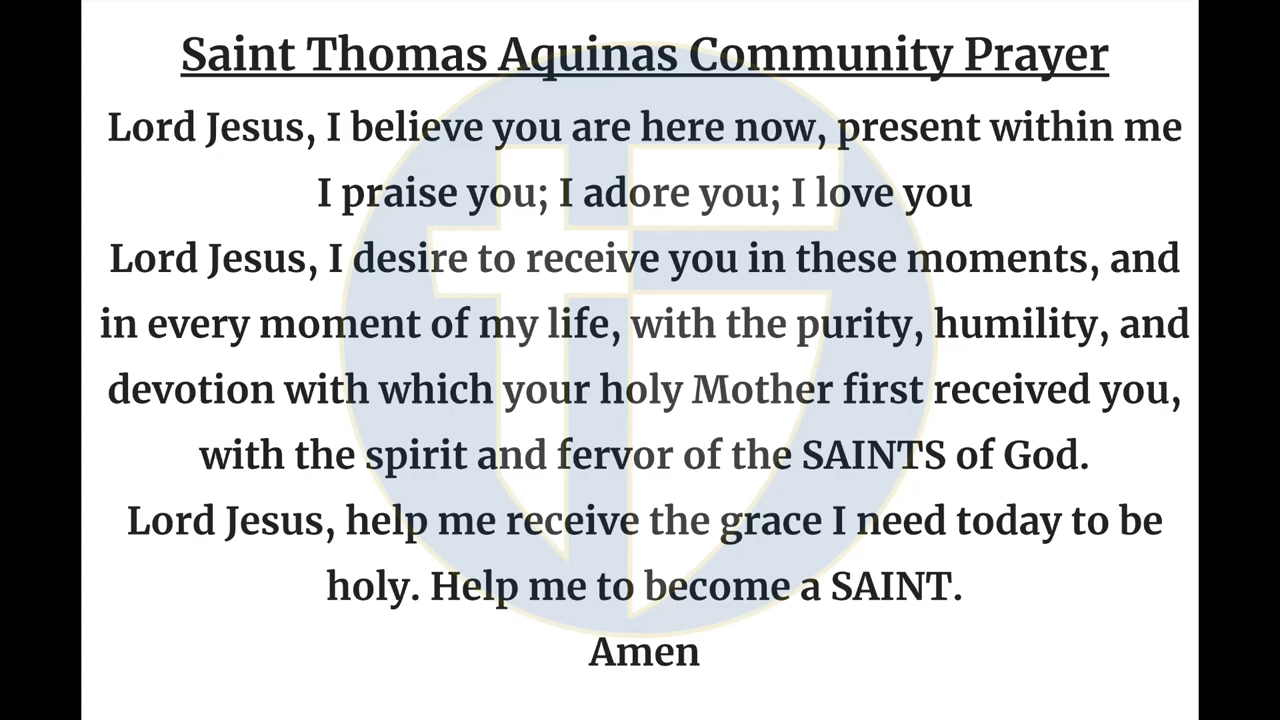 Saint Thomas Aquinas Community Prayer
Lord Jesus, I believe you are here now, present within me
I praise you; I adore you; I love you
Lord Jesus, I desire to receive you in these moments, and
in every moment of my life, with the purity, humility, and
devotion with which your holy Mother first received you,
with the spirit and fervor of the SAINTS of God.
Lord Jesus, help me receive the grace I need today to be
holy. Help me to become a SAINT.
Amen